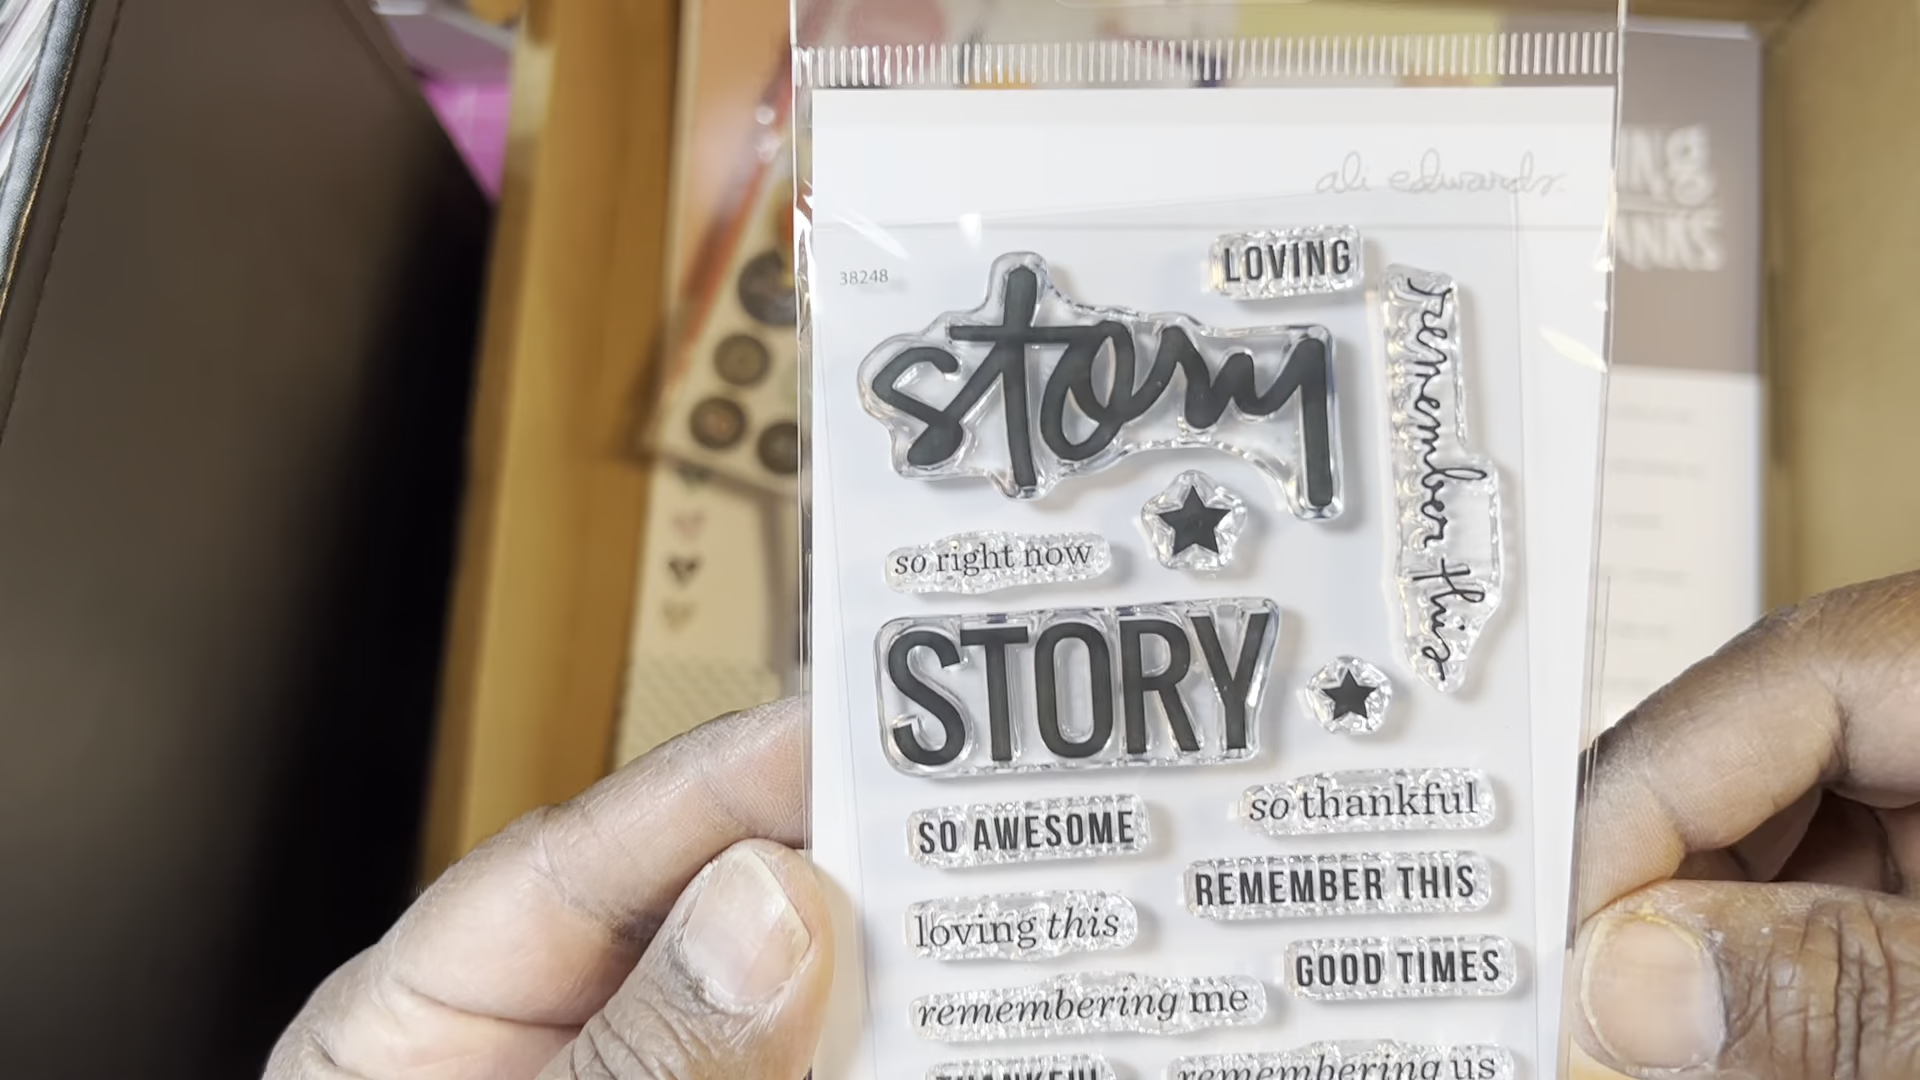 ali edwards.
38248
LOVING
story
remember this
so right now
STORY
so thankful
SO AWESOME
REMEMBER THIS
loving this
GOOD TIMES
remembering me
THANKFUL
remembering us